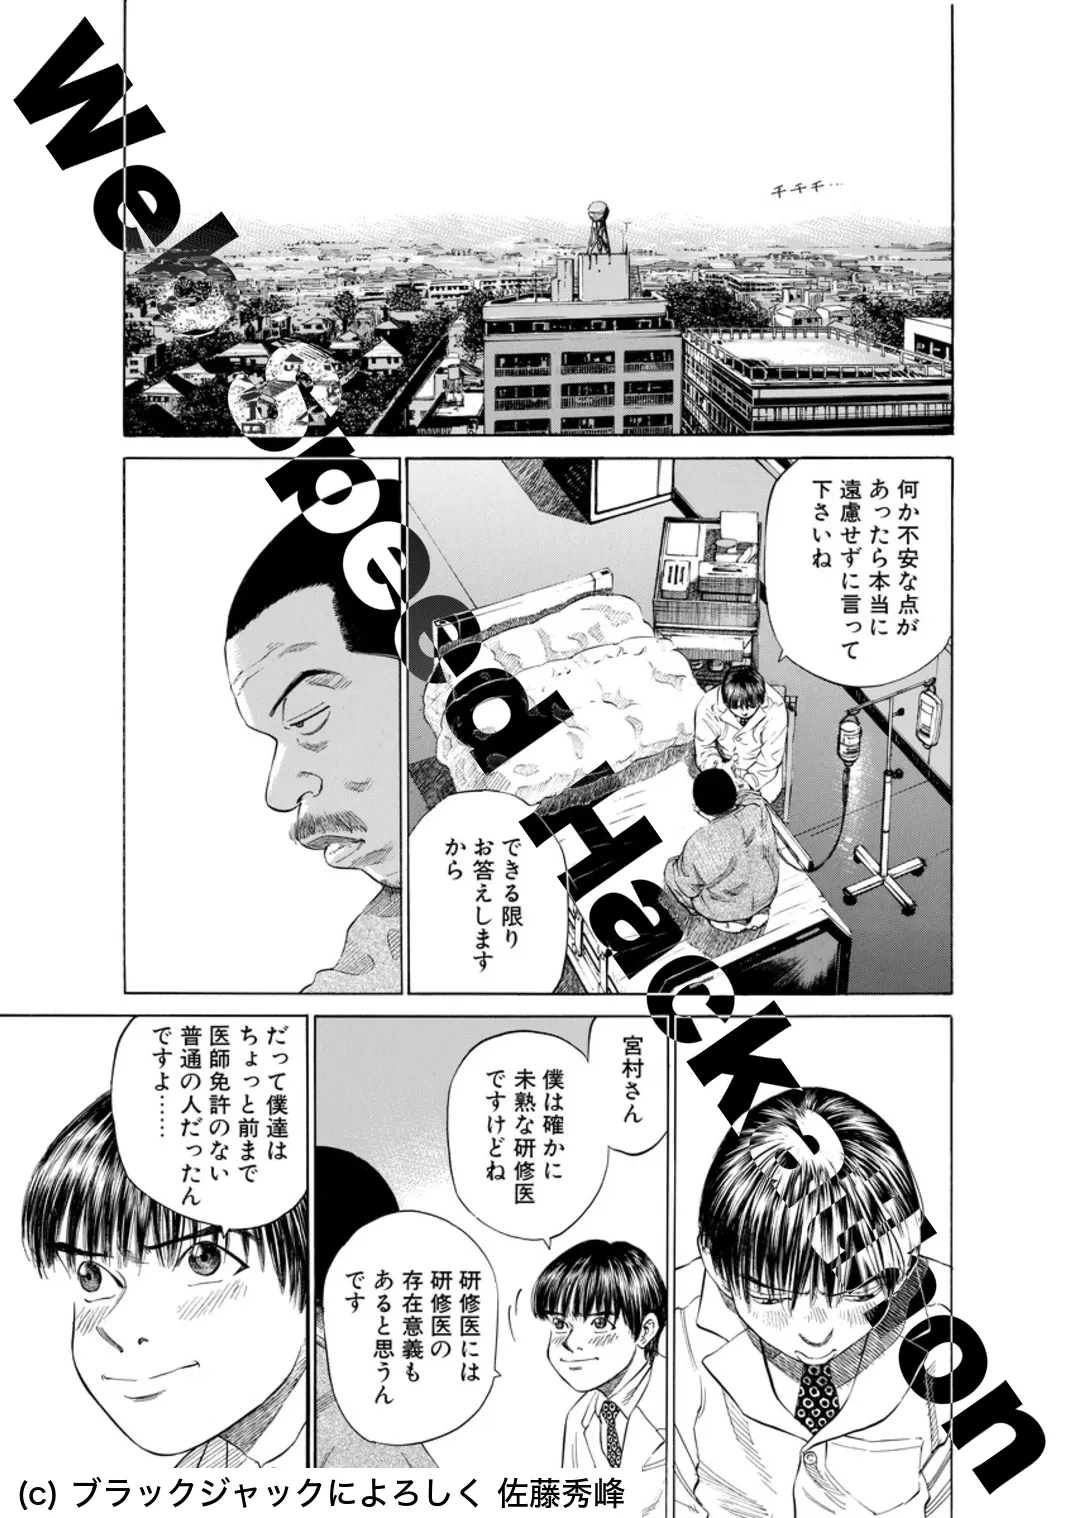 チチチ…
何か不安な点が
あったら本当に
遠慮せずに言って
下さいね
できる限り
お答えします
から
宮村さん
僕は確かに
未熟な研修医
ですけどね
研修医には
研修医の
存在意義も
あると思うん
です
だって僕達は
ちょっと前まで
医師免許のない
普通の人だったん
ですよ……
Web Speed Hackathon
(c) ブラックジャックによろしく 佐藤秀峰